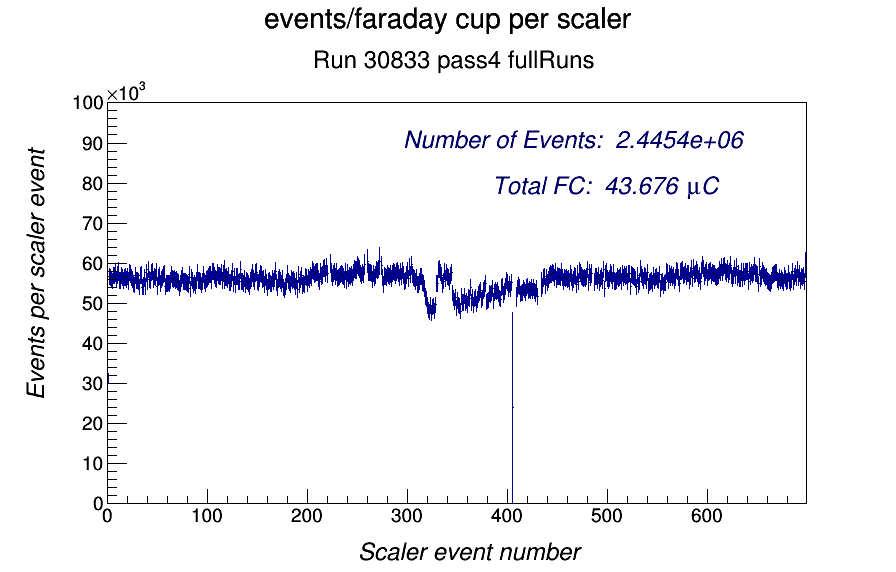 events/faraday cup per scaler
Run 30833 pass4 fullRuns
×10³
Number of Events: 2.4454e+06
Total FC: 43.676 μC
Events per scaler event
100
90
80
70
60
50
40
30
20
10
0
0 100 200 300 400 500 600
Scaler event number